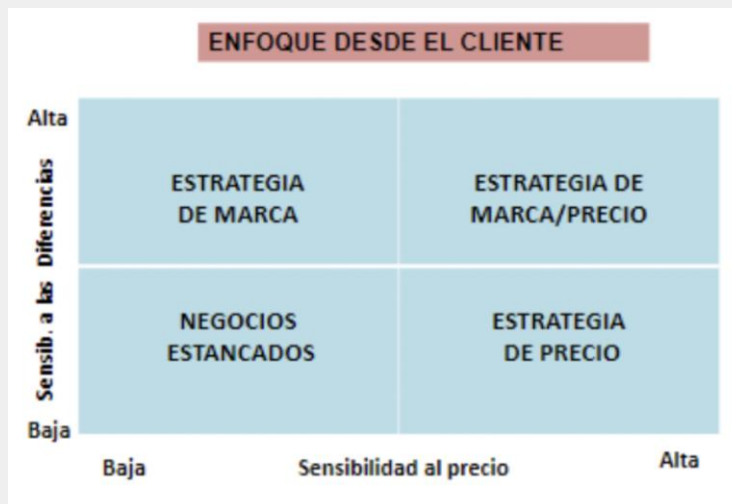 ENFOQUE DESDE EL CLIENTE
Alta
Sensib. a las Diferencias
ESTRATEGIA
DE MARCA
ESTRATEGIA DE
MARCA/PRECIO
NEGOCIOS
ESTANCADOS
ESTRATEGIA
DE PRECIO
Baja
Baja
Sensibilidad al precio
Alta